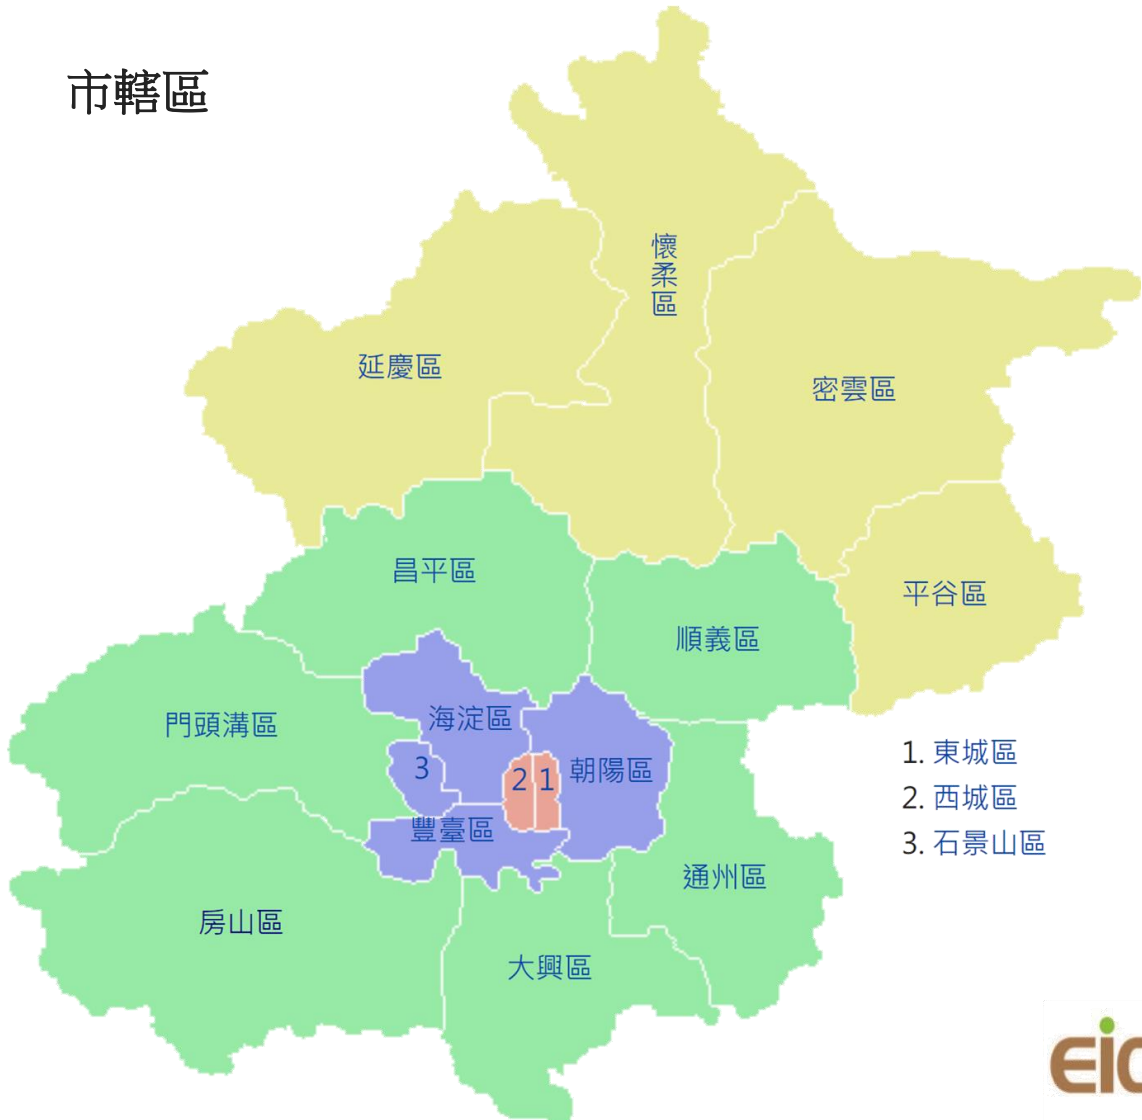 市轄區
懷柔區
延慶區
密雲區
昌平區
平谷區
順義區
門頭溝區
海淀區
3
2
1
朝陽區
豐臺區
通州區
房山區
大興區
1. 東城區
2. 西城區
3. 石景山區